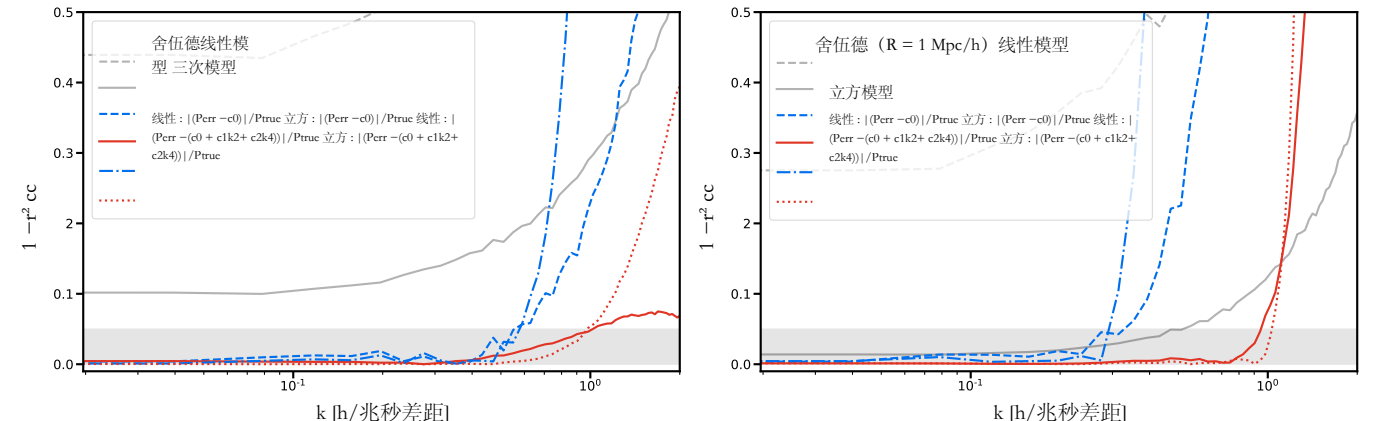 0.5
0.4
0.3
2
0.1
0.0
1 −r² cc
舍伍德线性模
型 三次模型
线性 : |(Perr −c0)|/Ptrue 立方 : |(Perr −c0)|/Ptrue 线性 : |
(Perr −(c0 + c1k2+ c2k4))|/Ptrue 立方 : |(Perr −(c0 + c1k2+
c2k4))|/Ptrue
10⁻¹
10⁰
k [h/兆秒差距]
0.5
0.4
0.3
2
0.1
0.0
1 −r² cc
舍伍德（R = 1 Mpc/h）线性模型
立方模型
线性 : |(Perr −c0)|/Ptrue 立方 : |(Perr −c0)|/Ptrue 线性 : |
(Perr −(c0 + c1k2+ c2k4))|/Ptrue 立方 : |(Perr −(c0 + c1k2+
c2k4))|/Ptrue
10⁻¹
10⁰
k [h/兆秒差距]